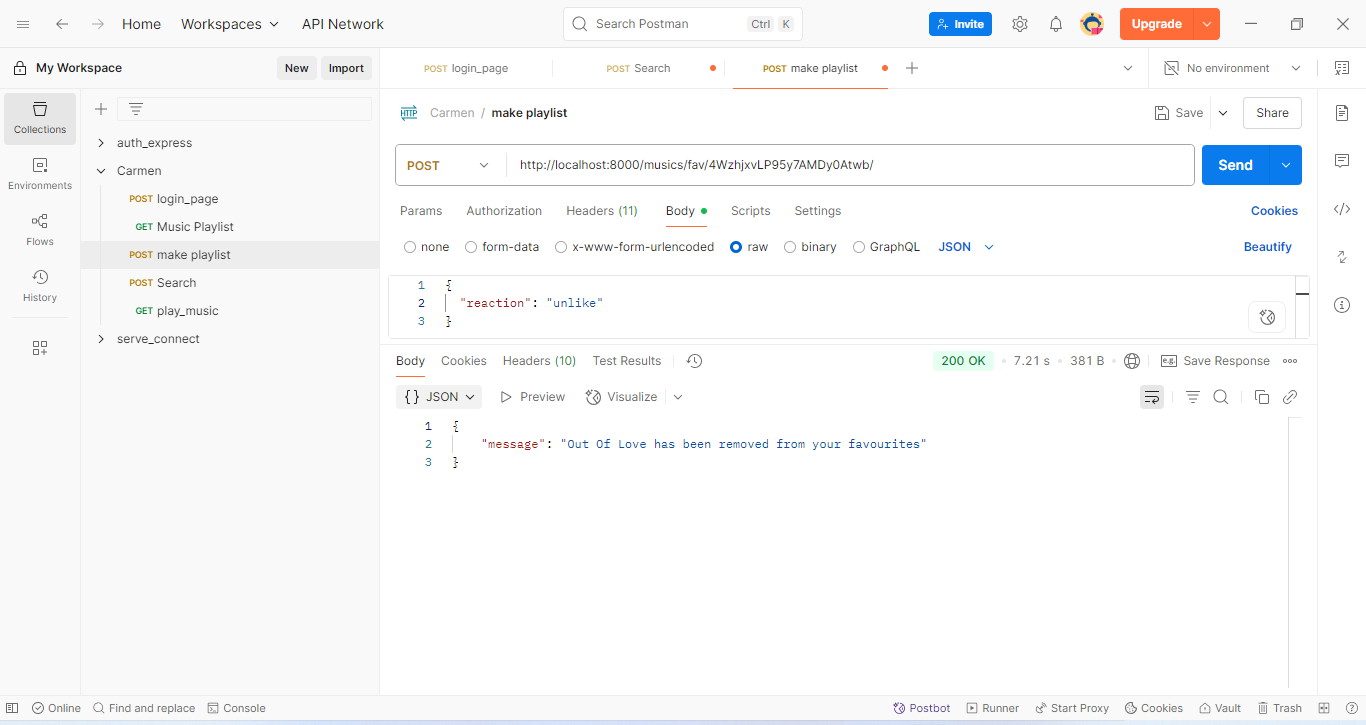 Home Workspaces API Network Search Postman Ctrl K Invite Upgrade
My Workspace New Import POST login_page POST Search POST make playlist No environment
Collections
Environments
Flows
History
auth_express
Carmen
POST login_page
GET Music Playlist
POST make playlist
POST Search
GET play_music
serve_connect
HTTP Carmen / make playlist Save Share
POST http://localhost:8000/musics/fav/4WzhjxvLP95y7AMDy0Atwb/ Send
Params Authorization Headers (11) Body Scripts Settings Cookies
none form-data x-www-form-urlencoded raw binary GraphQL JSON Beautify
1 {
2 "reaction": "unlike"
3 }
Body Cookies Headers (10) Test Results 200 OK 7.21 s 381 B e.g. Save Response
{} JSON Preview Visualize
1 {
2 "message": "Out Of Love has been removed from your favourites"
3 }
Online Find and replace Console Postbot Runner Start Proxy Cookies Vault Trash